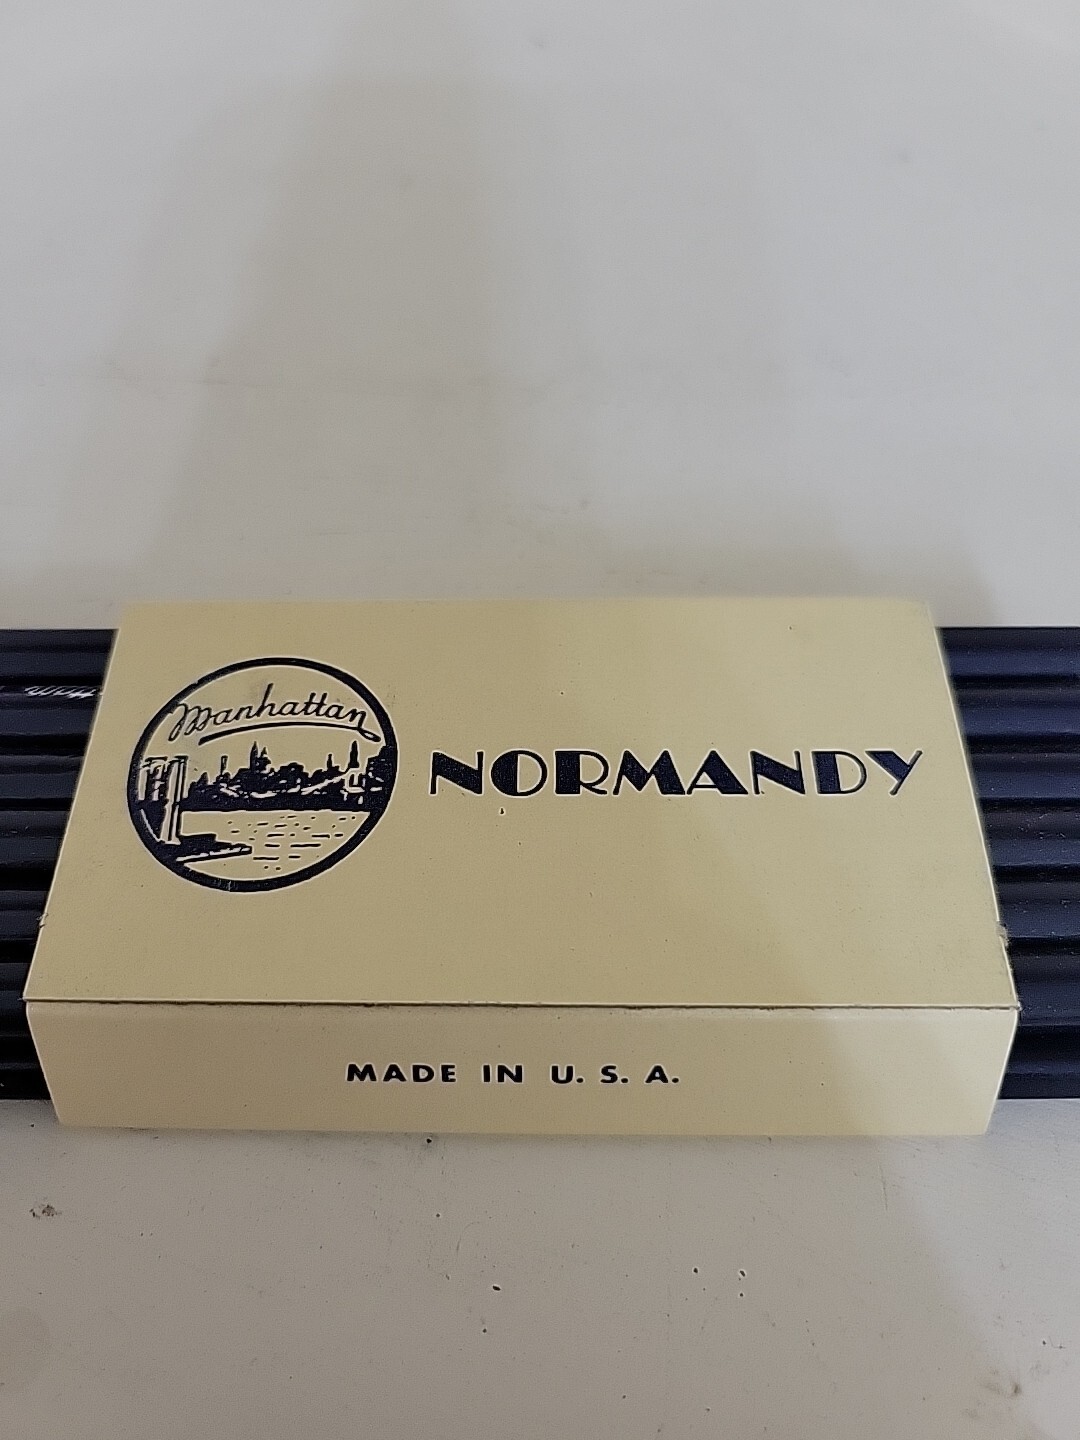 Manhattan
NORMANDY
MADE IN U. S. A.